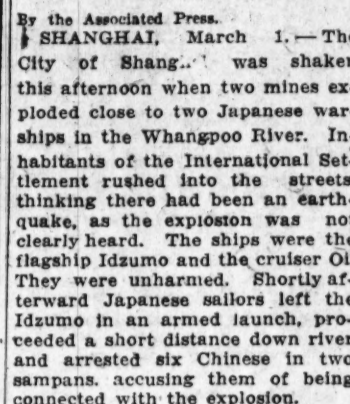 By the Associated Press.
SHANGHAI, March 1.—The
City of Shang was shaken
this afternoon when two mines ex
ploded close to two Japanese war
ships in the Whangpoo River. In
habitants of the International Set
tlement rushed into the streets
thinking there had been an earth
quake, as the explosion was no
clearly heard. The ships were the
flagship Idzumo and the cruiser Oi
They were unharmed. Shortly af-
terward Japanese sailors left the
Idzumo in an armed launch, pro-
ceeded a short distance down river
and arrested six Chinese in two
sampans. accusing them of being
connected with the explosion.